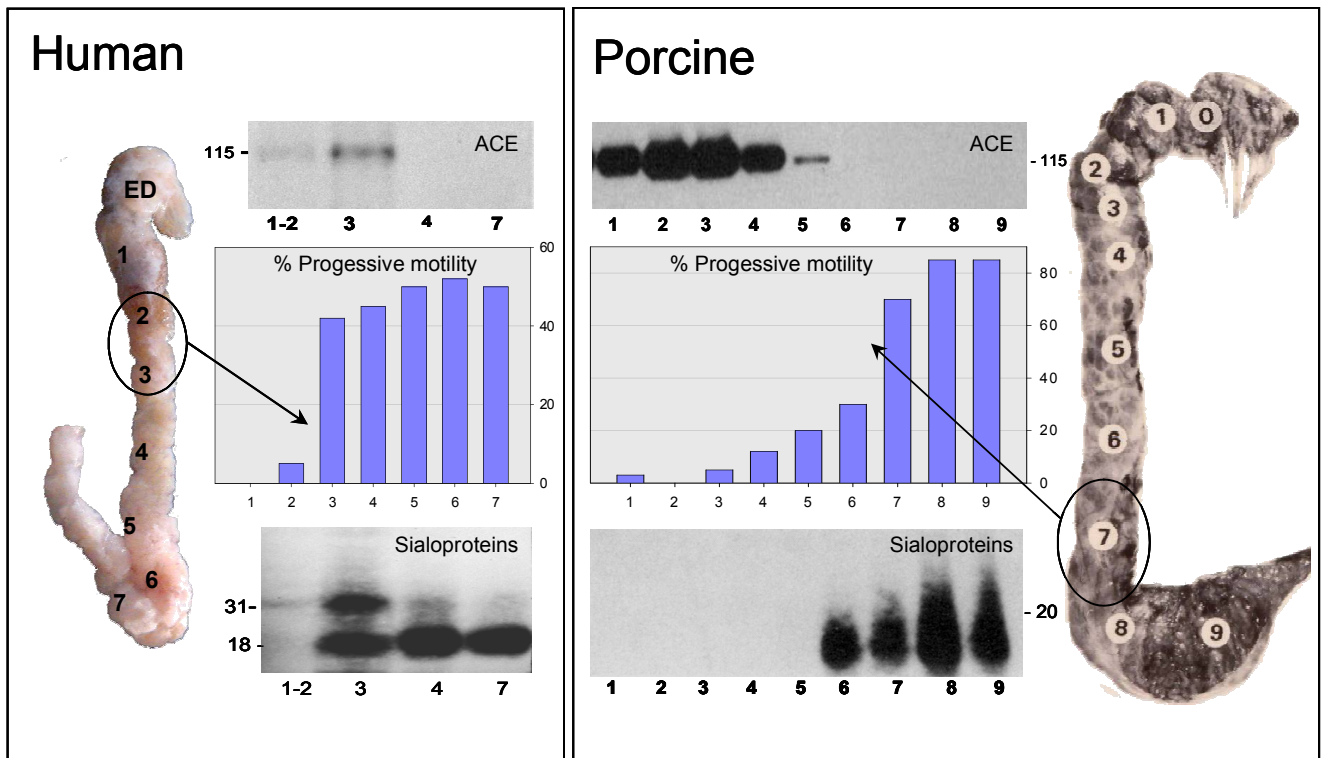 Human
ED
1
2
3
4
5
6
7
115 -
ACE
1-2 3 4 7
% Progessive motility
60
40
20
0
1 2 3 4 5 6 7
Sialoproteins
31-
18 -
1-2 3 4 7
Porcine
ACE
- 115
1 2 3 4 5 6 7 8 9
% Progessive motility
80
60
40
20
0
1 2 3 4 5 6 7 8 9
Sialoproteins
- 20
1 2 3 4 5 6 7 8 9
1 0
2
3
4
5
6
7
8 9